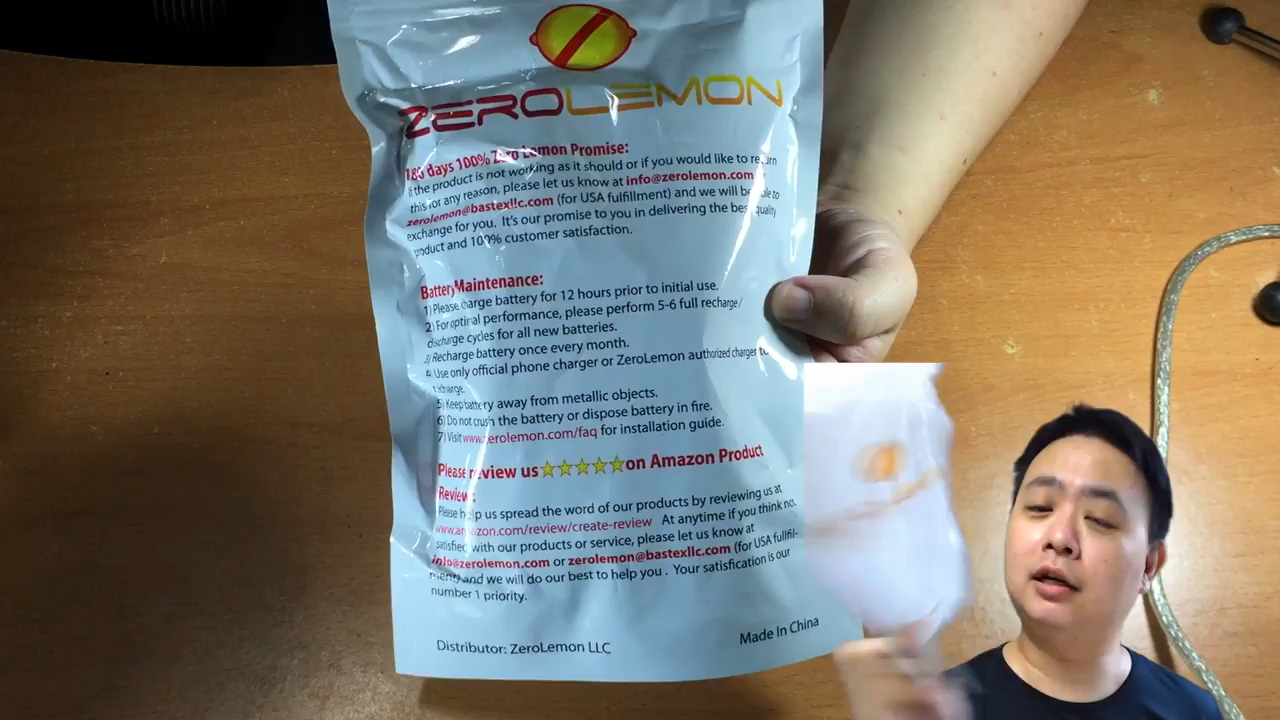 ZEROLEMON
180 days 100% Zero Lemon Promise:
If the product is not working as it should or if you would like to return
this for any reason, please let us know at info@zerolemon.com
zerolemon@bastexllc.com (for USA fulfillment) and we will be able to
exchange for you. It's our promise to you in delivering the best quality
product and 100% customer satisfaction.
Battery Maintenance:
1) Please charge battery for 12 hours prior to initial use.
2) For optimal performance, please perform 5-6 full recharge/
discharge cycles for all new batteries.
3) Recharge battery once every month.
4) Use only official phone charger or ZeroLemon authorized charger to
recharge.
5) Keep battery away from metallic objects.
6) Do not crush the battery or dispose battery in fire.
7) Visit www.zerolemon.com/faq for installation guide.
Please review us ★★★★★ on Amazon Product
Review:
Please help us spread the word of our products by reviewing us at
www.amazon.com/review/create-review At anytime if you think not
satisfied with our products or service, please let us know at
info@zerolemon.com or zerolemon@bastexllc.com (for USA fullfil-
ment) and we will do our best to help you . Your satisfaction is our
number 1 priority.
Distributor: ZeroLemon LLC
Made In China